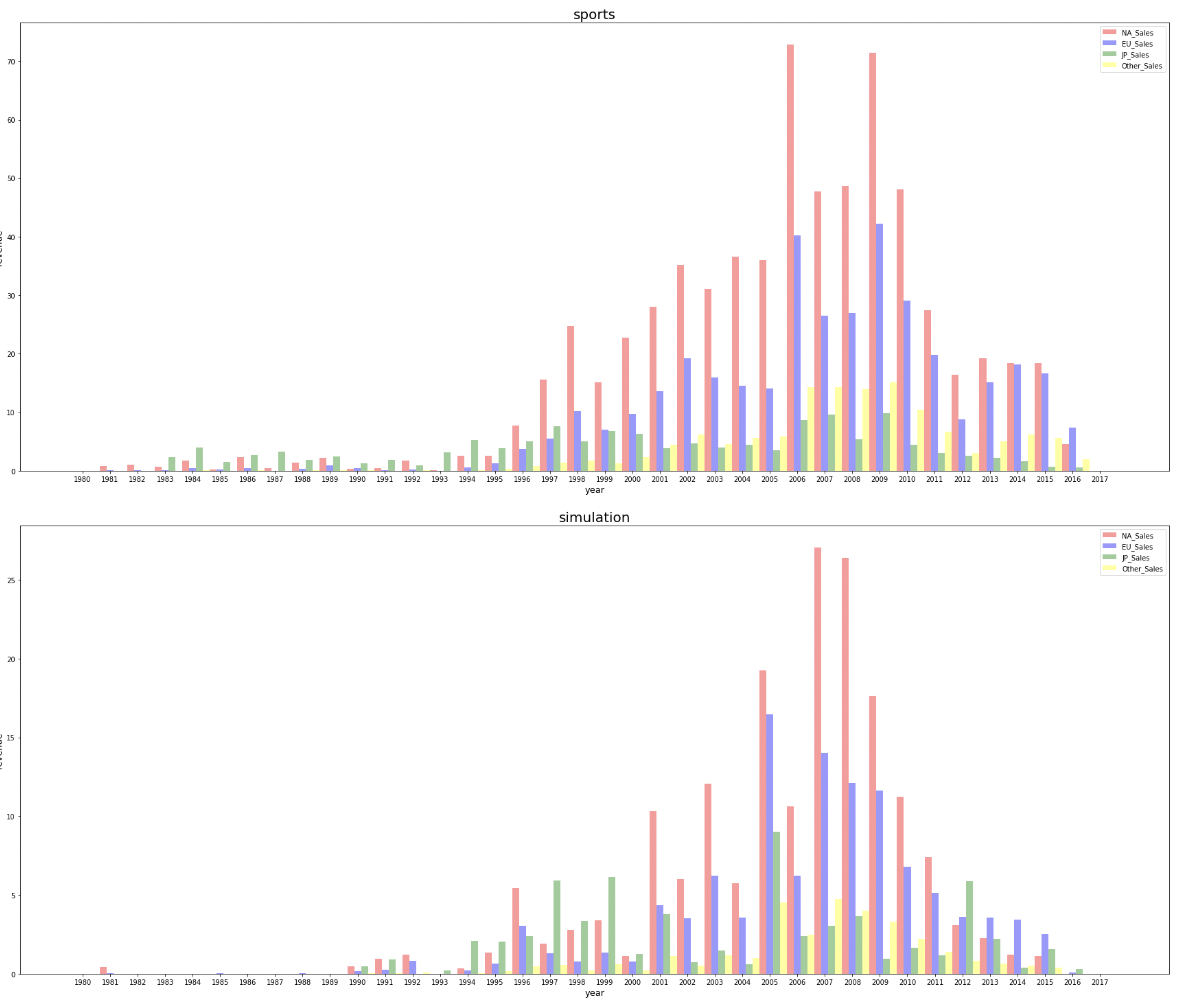 sports
NA_Sales
EU_Sales
JP_Sales
Other_Sales
70
60
50
40
30
20
10
0
1980 1981 1982 1983 1984 1985 1986 1987 1988 1989 1990 1991 1992 1993 1994 1995 1996 1997 1998 1999 2000 2001 2002 2003 2004 2005 2006 2007 2008 2009 2010 2011 2012 2013 2014 2015 2016 2017
year
simulation
NA_Sales
EU_Sales
JP_Sales
Other_Sales
25
20
15
10
5
0
1980 1981 1982 1983 1984 1985 1986 1987 1988 1989 1990 1991 1992 1993 1994 1995 1996 1997 1998 1999 2000 2001 2002 2003 2004 2005 2006 2007 2008 2009 2010 2011 2012 2013 2014 2015 2016 2017
year